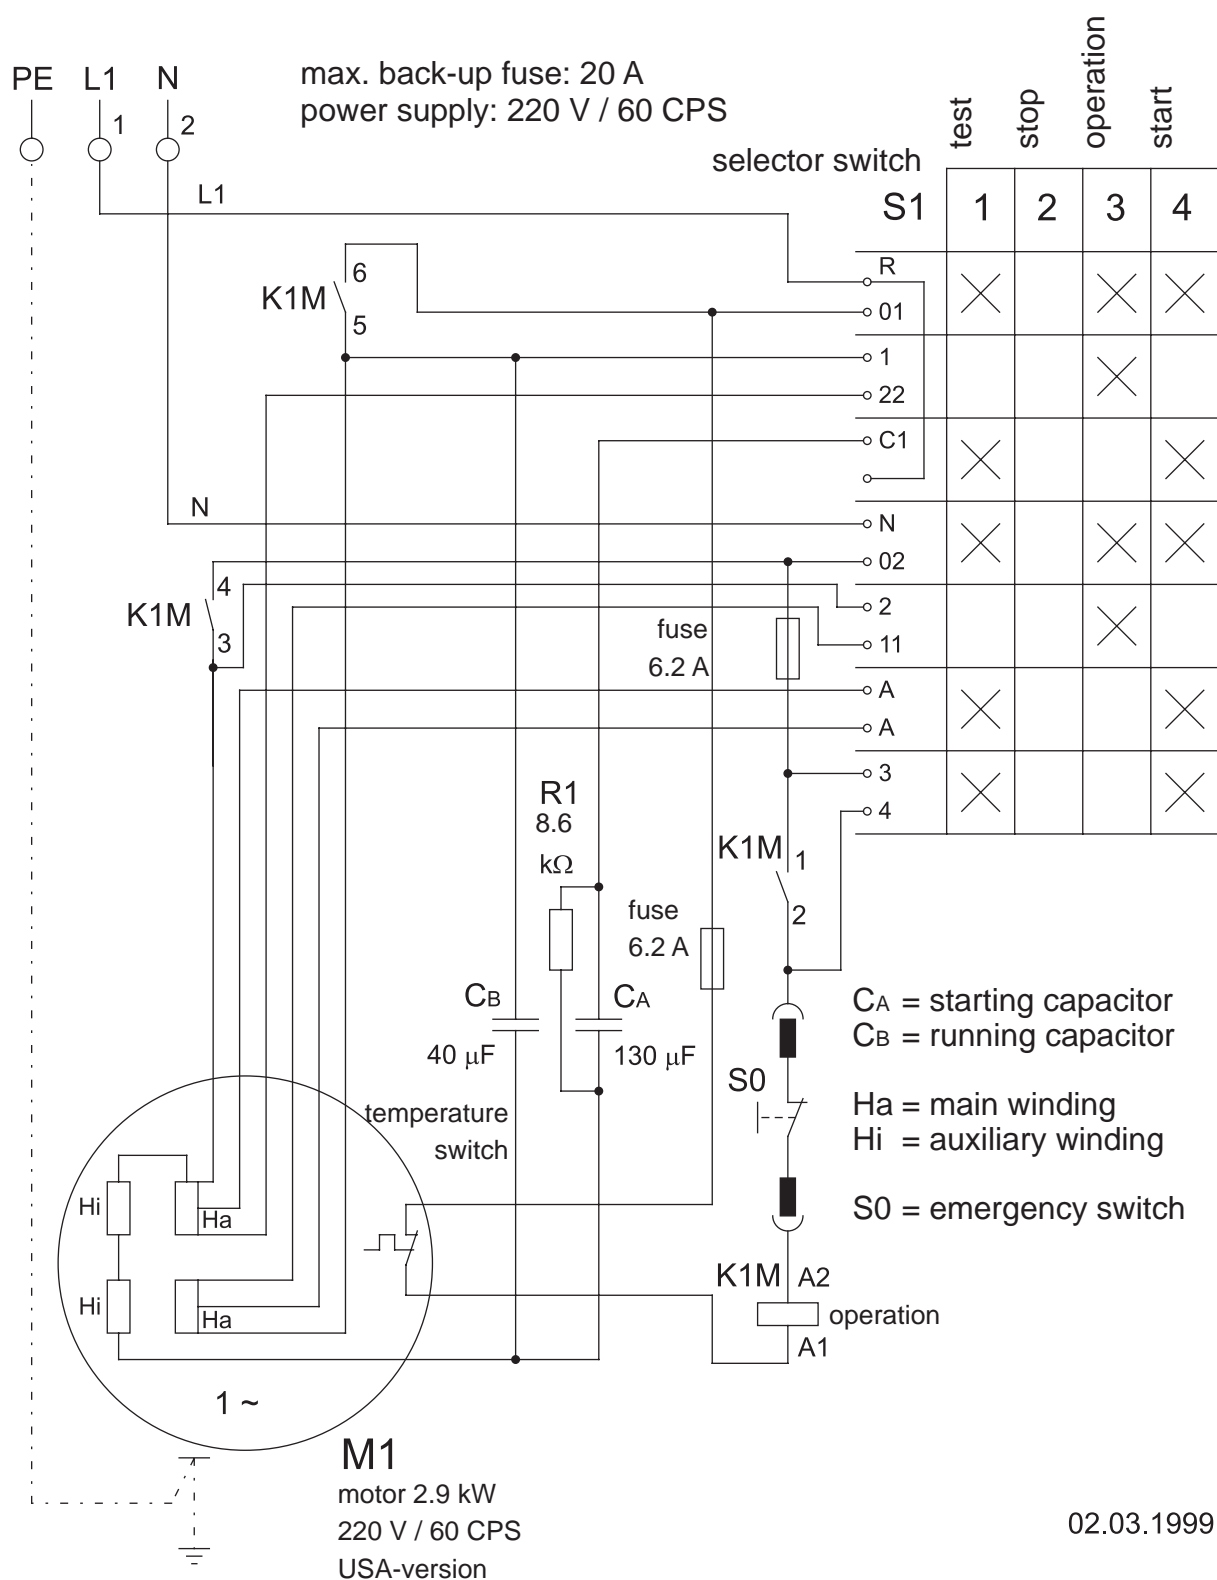 PE L1 N
max. back-up fuse: 20 A
power supply: 220 V / 60 CPS
1
2
test
stop
operation
start
selector switch
S1 1 2 3 4
L1
R
01
1
22
C1
N
N
02
2
11
A
A
3
4
K1M
6
5
K1M
4
3
fuse
6.2 A
R1
8.6
kΩ
K1M
1
2
fuse
6.2 A
CB
40 µF
CA
130 µF
CA = starting capacitor
CB = running capacitor
Ha = main winding
Hi = auxiliary winding
S0 = emergency switch
S0
temperature
switch
Hi
Ha
Hi
Ha
K1M
A2
operation
A1
1 ~
M1
motor 2.9 kW
220 V / 60 CPS
USA-version
02.03.1999